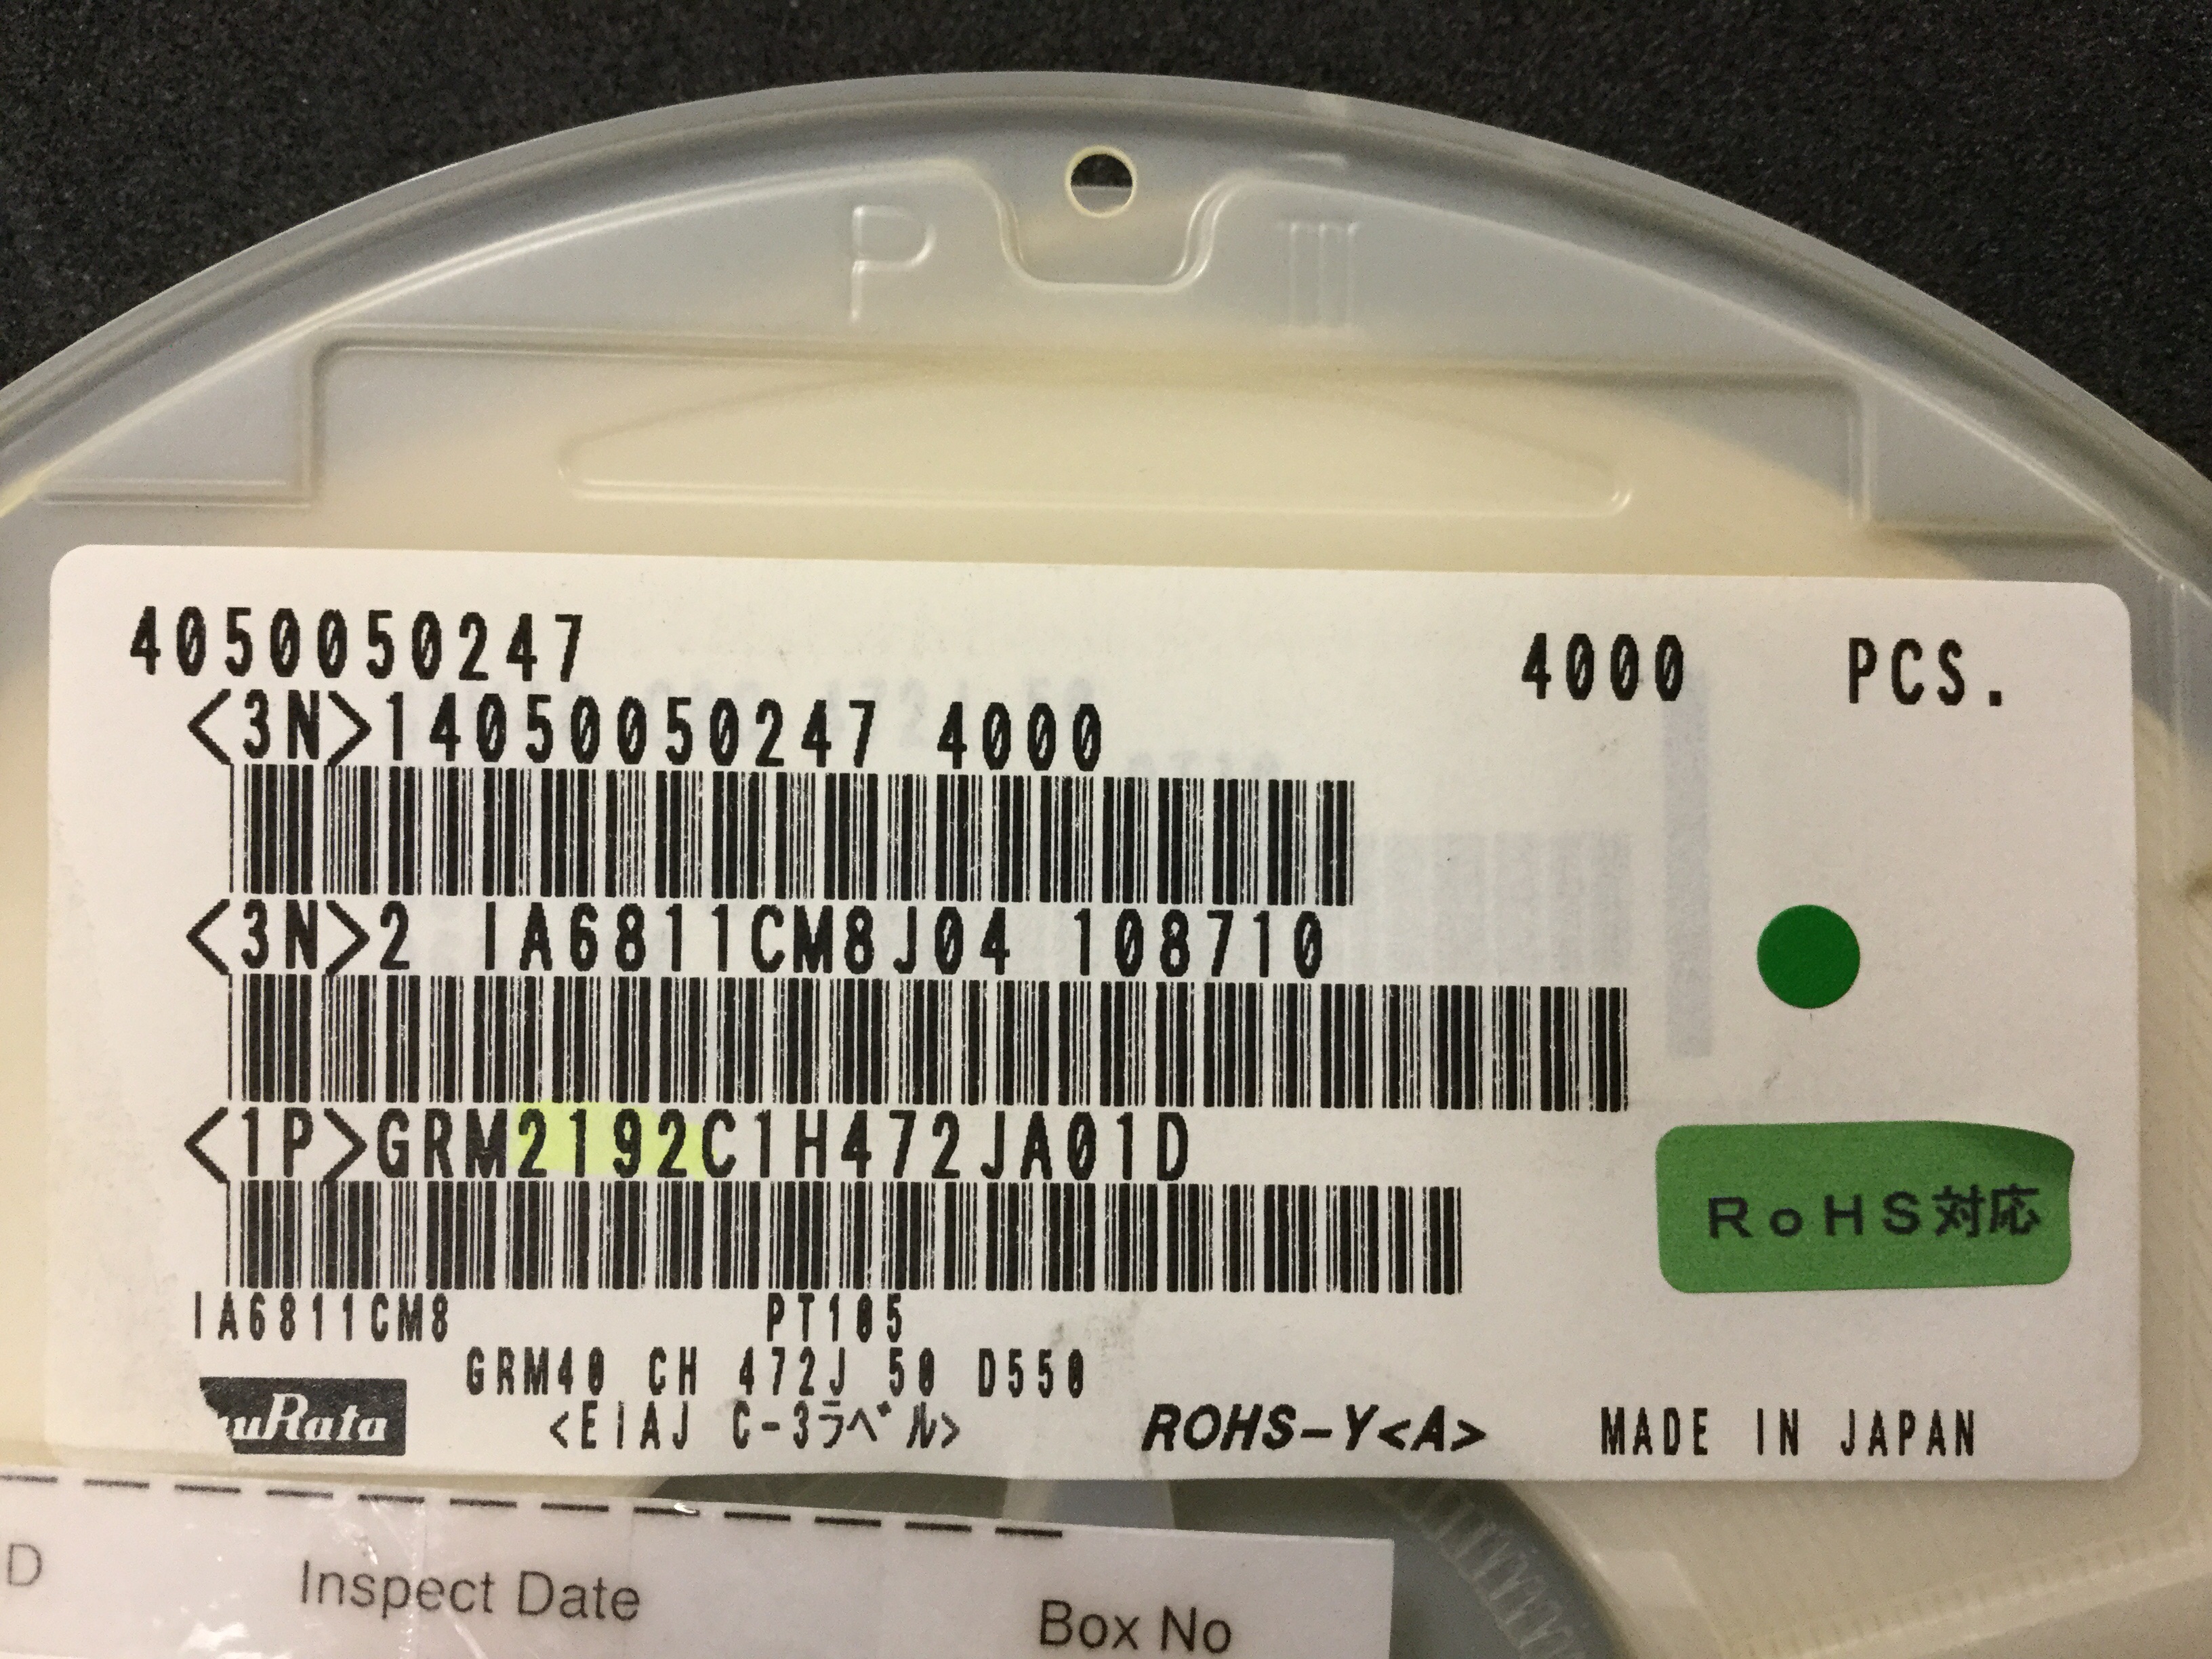 P
4050050247 4000 PCS.
<3N>14050050247 4000
<3N>2 IA6811CM8J04 108710
<1P>GRM2192C1H472JA01D
RoHS対応
IA6811CM8 PT105
GRM40 CH 472J 50 D550
muRata <EIAJ C-3ラベル> ROHS-Y<A> MADE IN JAPAN
D Inspect Date Box No